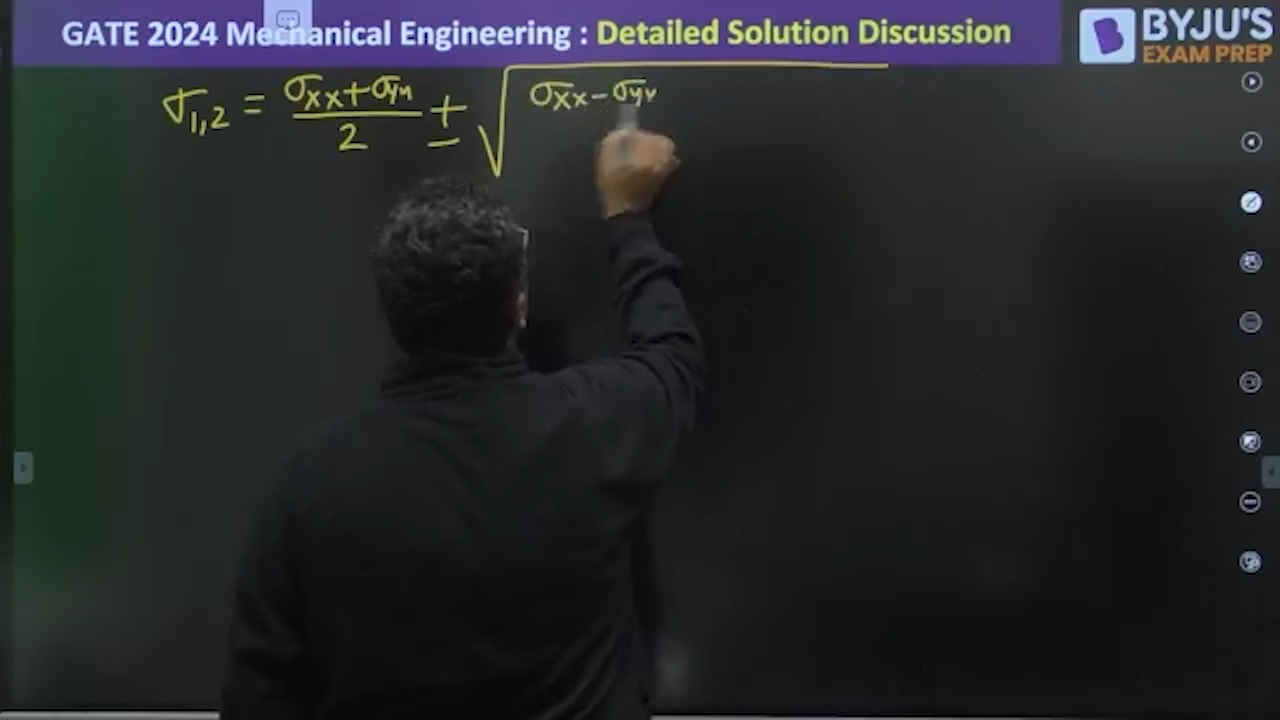 GATE 2024 Mechanical Engineering : Detailed Solution Discussion
BYJU'S
EXAM PREP
σ1,2 = (σxx+σyy)/2 ± √(σxx-σyy